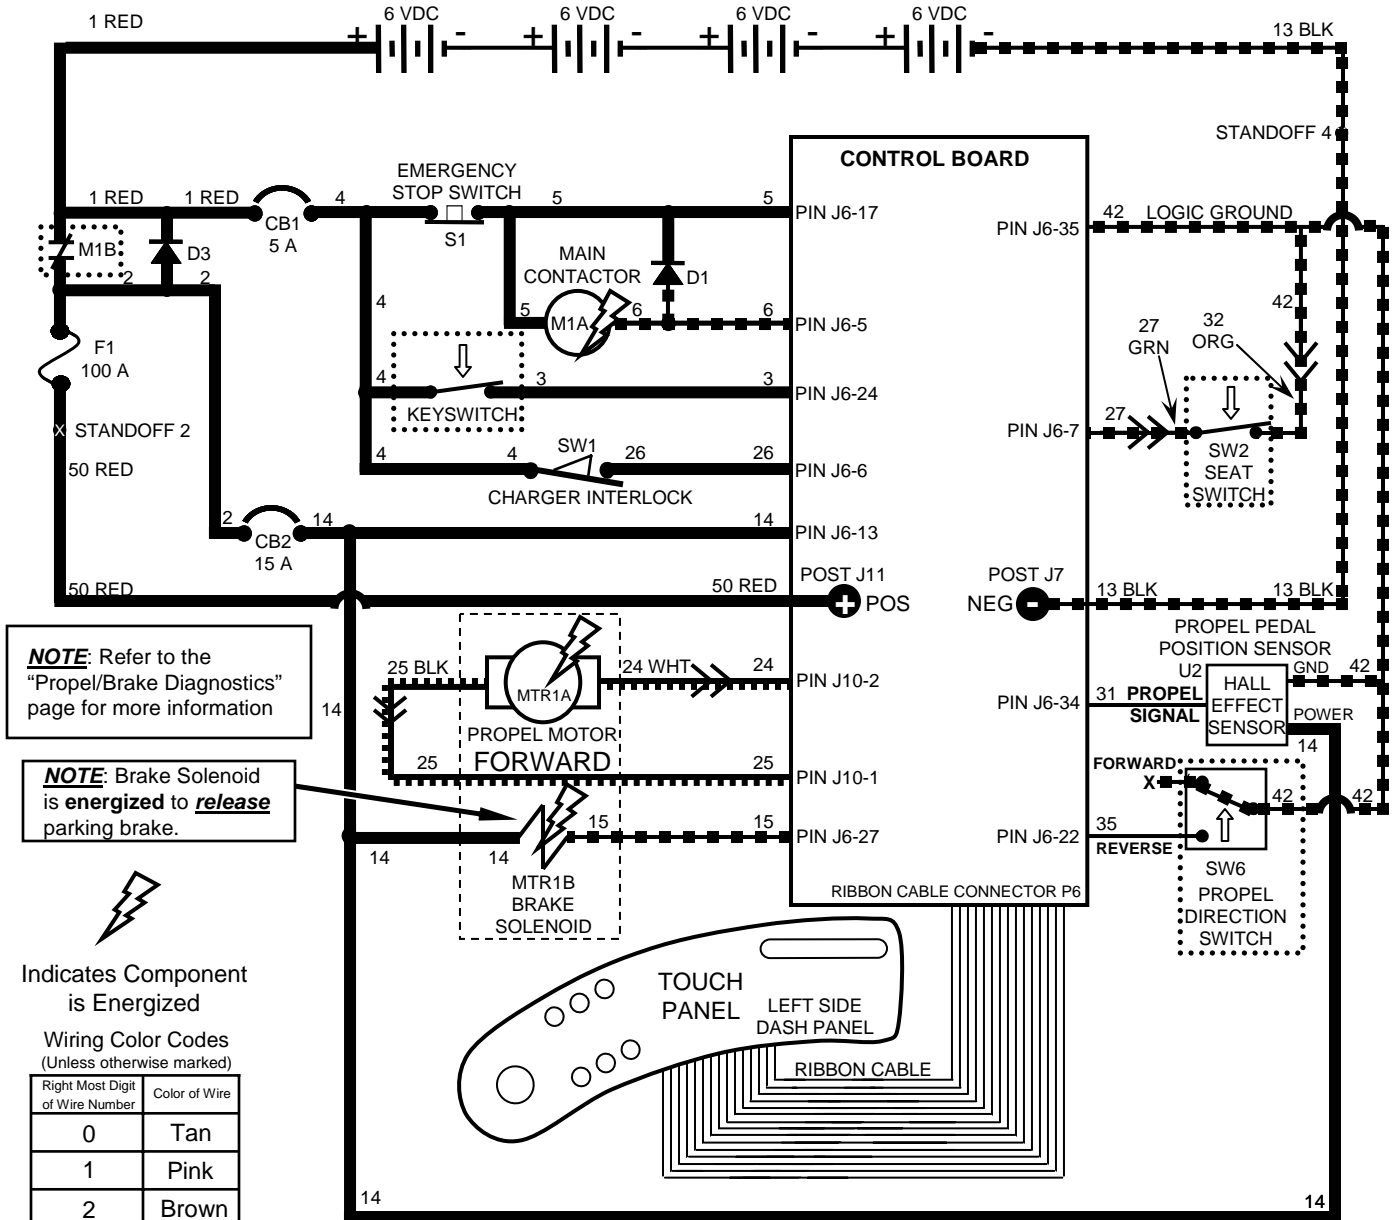 1 RED
6 VDC
6 VDC
6 VDC
6 VDC
13 BLK
+ -
+ -
+ -
+ -
STANDOFF 4
CONTROL BOARD
EMERGENCY
STOP SWITCH
1 RED
1 RED
4
5
5
PIN J6-17
CB1
5 A
S1
M1B
D3
2
2
MAIN
CONTACTOR
D1
5
M1A
6
6
PIN J6-5
4
F1
100 A
4
3
3
PIN J6-24
KEYSWITCH
X STANDOFF 2
50 RED
SW1
4
4
26
26
PIN J6-6
CHARGER INTERLOCK
2
14
14
PIN J6-13
CB2
15 A
50 RED
50 RED
POST J11
+ POS
POST J7
NEG -
13 BLK
13 BLK
PIN J6-35
42
LOGIC GROUND
42
27
GRN
32
ORG
PIN J6-7
27
SW2
SEAT
SWITCH
PROPEL PEDAL
POSITION SENSOR
U2
GND
42
HALL
EFFECT
SENSOR
PIN J6-34
31
PROPEL
SIGNAL
POWER
14
FORWARD
X
42
42
PIN J6-22
35
REVERSE
SW6
PROPEL
DIRECTION
SWITCH
NOTE: Refer to the
“Propel/Brake Diagnostics”
page for more information
25 BLK
24 WHT
24
PIN J10-2
MTR1A
14
PROPEL MOTOR
FORWARD
25
25
PIN J10-1
NOTE: Brake Solenoid
is energized to release
parking brake.
15
15
PIN J6-27
14
14
MTR1B
BRAKE
SOLENOID
RIBBON CABLE CONNECTOR P6
TOUCH
PANEL
LEFT SIDE
DASH PANEL
RIBBON CABLE
Indicates Component
is Energized
Wiring Color Codes
(Unless otherwise marked)
Right Most Digit
of Wire Number
Color of Wire
0 Tan
1 Pink
2 Brown
14
14